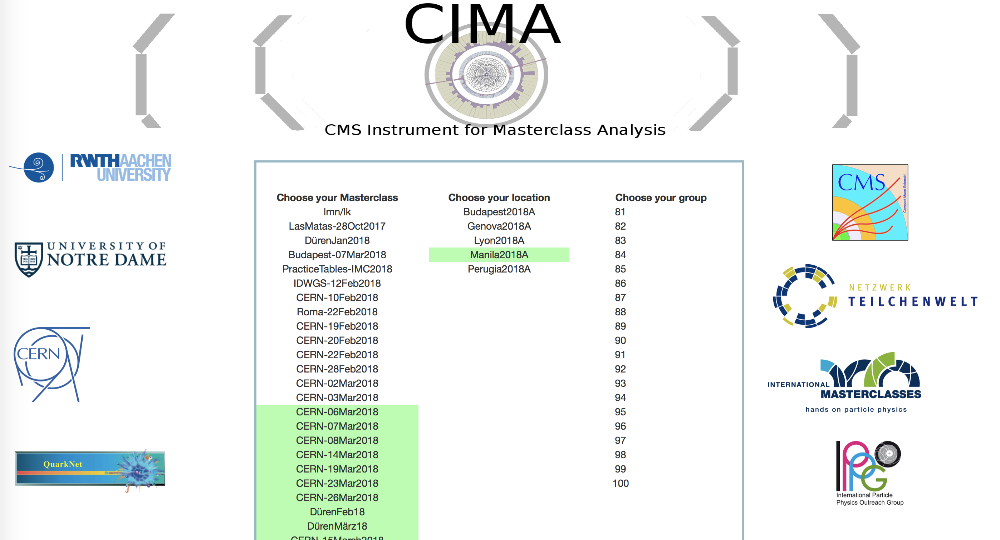 CIMA
CMS Instrument for Masterclass Analysis
RWTHAACHEN
UNIVERSITY
UNIVERSITY OF
NOTRE DAME
CERN
QuarkNet
Choose your Masterclass
lmn/lk
LasMatas-28Oct2017
DürenJan2018
Budapest-07Mar2018
PracticeTables-IMC2018
IDWGS-12Feb2018
CERN-10Feb2018
Roma-22Feb2018
CERN-19Feb2018
CERN-20Feb2018
CERN-22Feb2018
CERN-28Feb2018
CERN-02Mar2018
CERN-03Mar2018
CERN-06Mar2018
CERN-07Mar2018
CERN-08Mar2018
CERN-14Mar2018
CERN-19Mar2018
CERN-23Mar2018
CERN-26Mar2018
DürenFeb18
DürenMärz18
CERN-15March2018
Choose your location
Budapest2018A
Genova2018A
Lyon2018A
Manila2018A
Perugia2018A
Choose your group
81
82
83
84
85
86
87
88
89
90
91
92
93
94
95
96
97
98
99
100
CMS
Compact Muon Solenoid
NETZWERK
TEILCHENWELT
INTERNATIONAL
MASTERCLASSES
hands on particle physics
IPPOG
International Particle
Physics Outreach Group